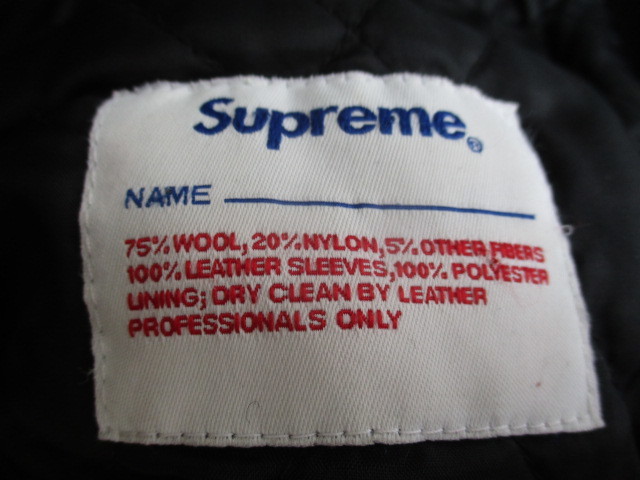 Supreme®
NAME
75% WOOL, 20% NYLON, 5% OTHER FIBERS
100% LEATHER SLEEVES, 100% POLYESTER
LINING; DRY CLEAN BY LEATHER
PROFESSIONALS ONLY